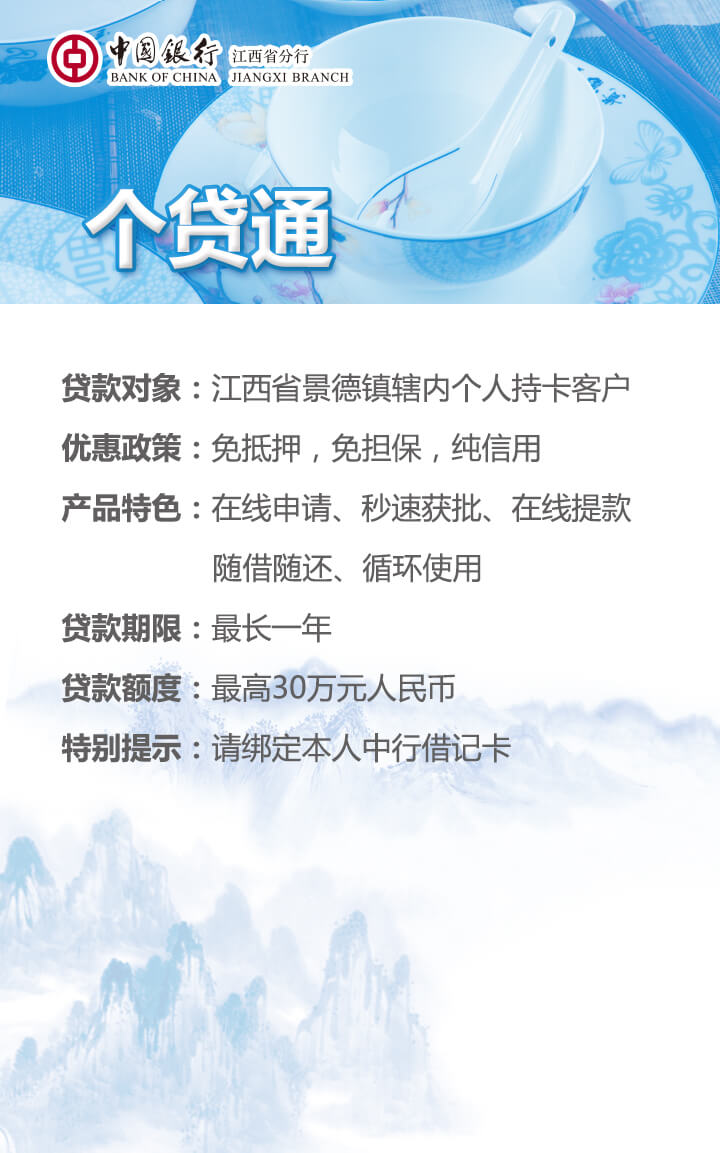 中國銀行 江西省分行
BANK OF CHINA JIANGXI BRANCH
个贷通
贷款对象：江西省景德镇辖内个人持卡客户
优惠政策：免抵押，免担保，纯信用
产品特色：在线申请、秒速获批、在线提款
随借随还、循环使用
贷款期限：最长一年
贷款额度：最高30万元人民币
特别提示：请绑定本人中行借记卡